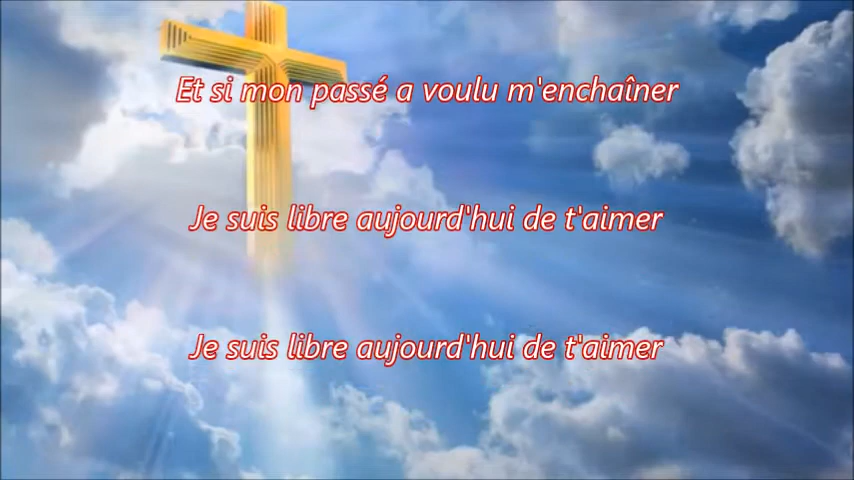 Et si mon passé a voulu m'enchaîner
Je suis libre aujourd'hui de t'aimer
Je suis libre aujourd'hui de t'aimer